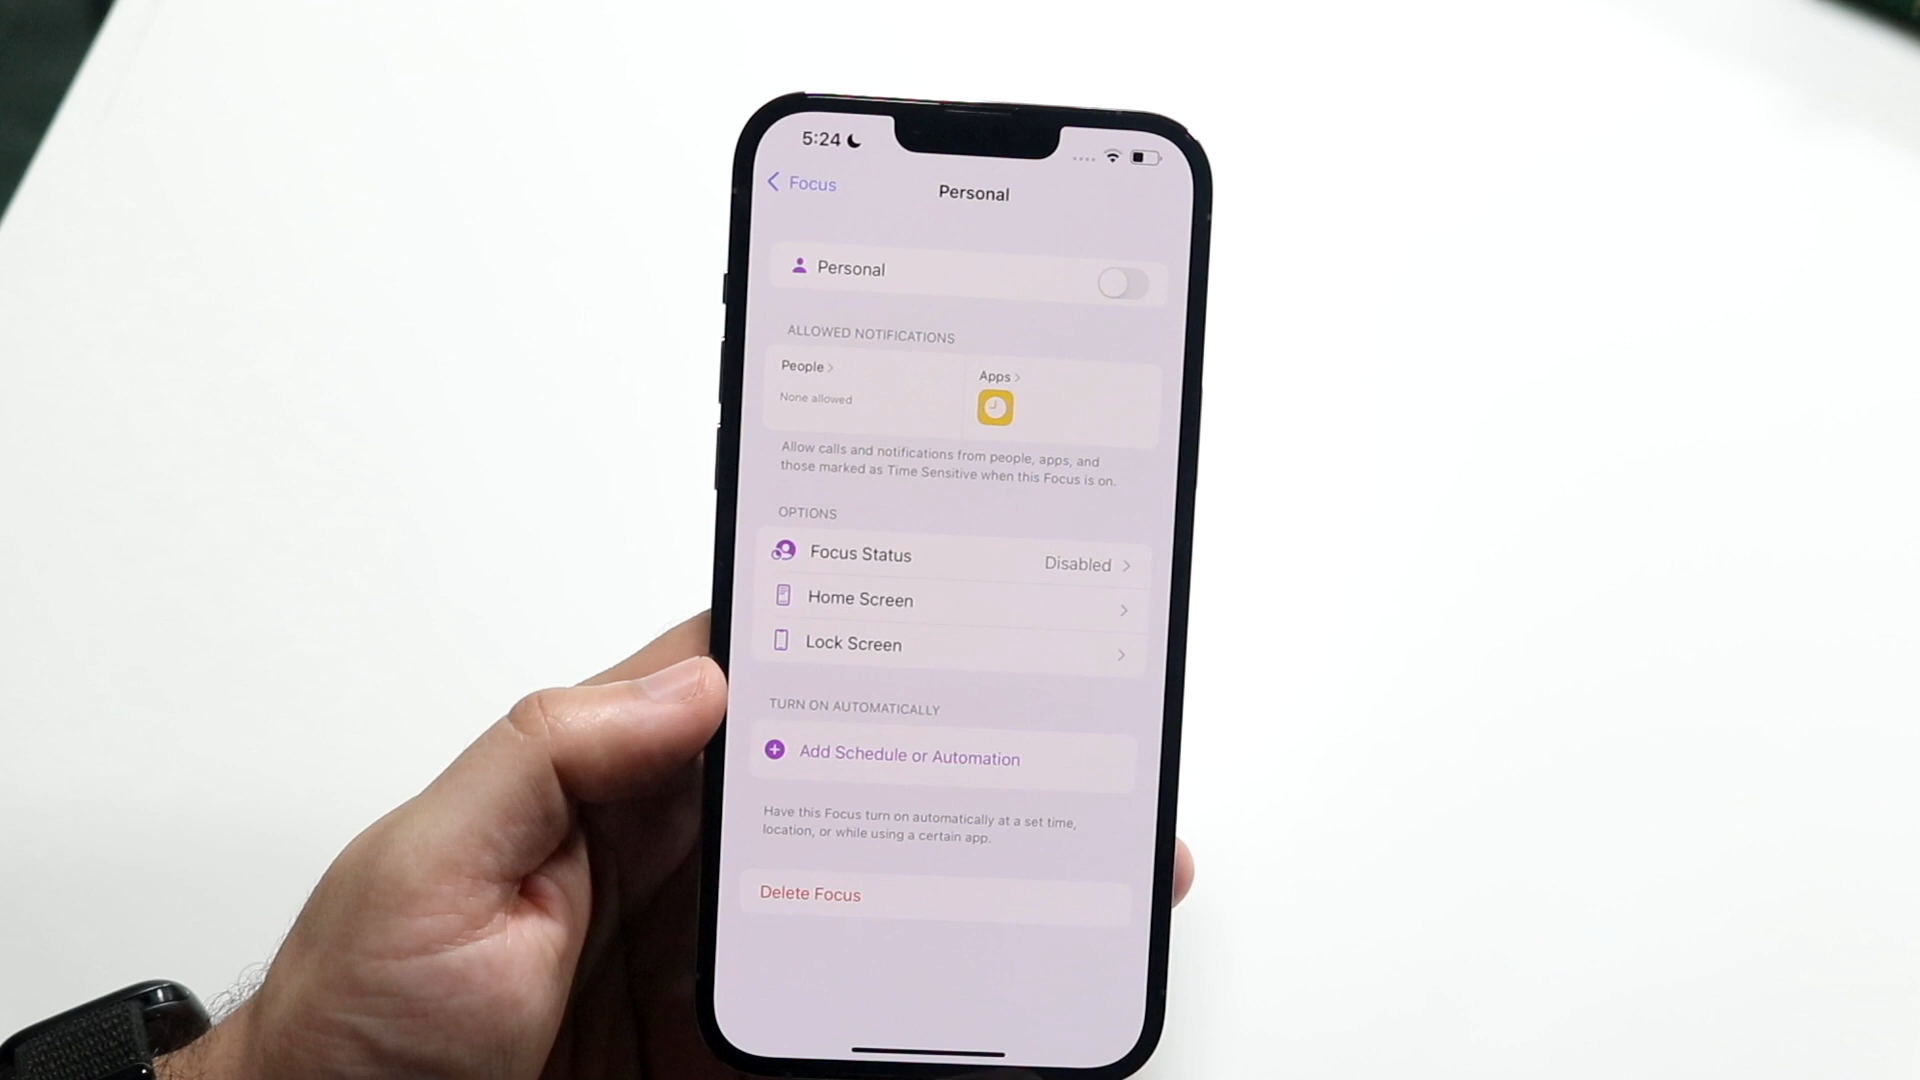 5:24
Focus
Personal
Personal
ALLOWED NOTIFICATIONS
People
Apps
None allowed
Allow calls and notifications from people, apps, and
those marked as Time Sensitive when this Focus is on.
OPTIONS
Focus Status
Disabled
Home Screen
Lock Screen
TURN ON AUTOMATICALLY
Add Schedule or Automation
Have this Focus turn on automatically at a set time,
location, or while using a certain app.
Delete Focus